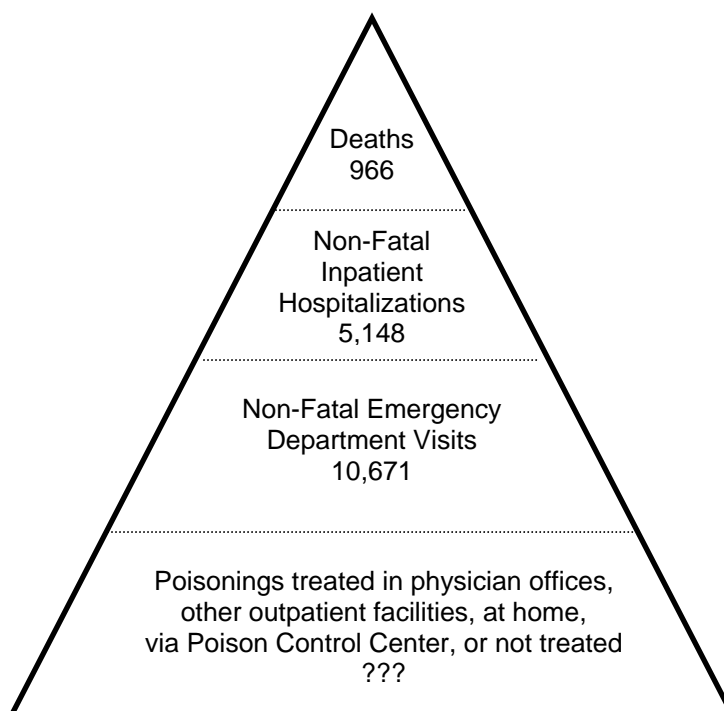 Deaths
966
Non-Fatal
Inpatient
Hospitalizations
5,148
Non-Fatal Emergency
Department Visits
10,671
Poisonings treated in physician offices,
other outpatient facilities, at home,
via Poison Control Center, or not treated
???